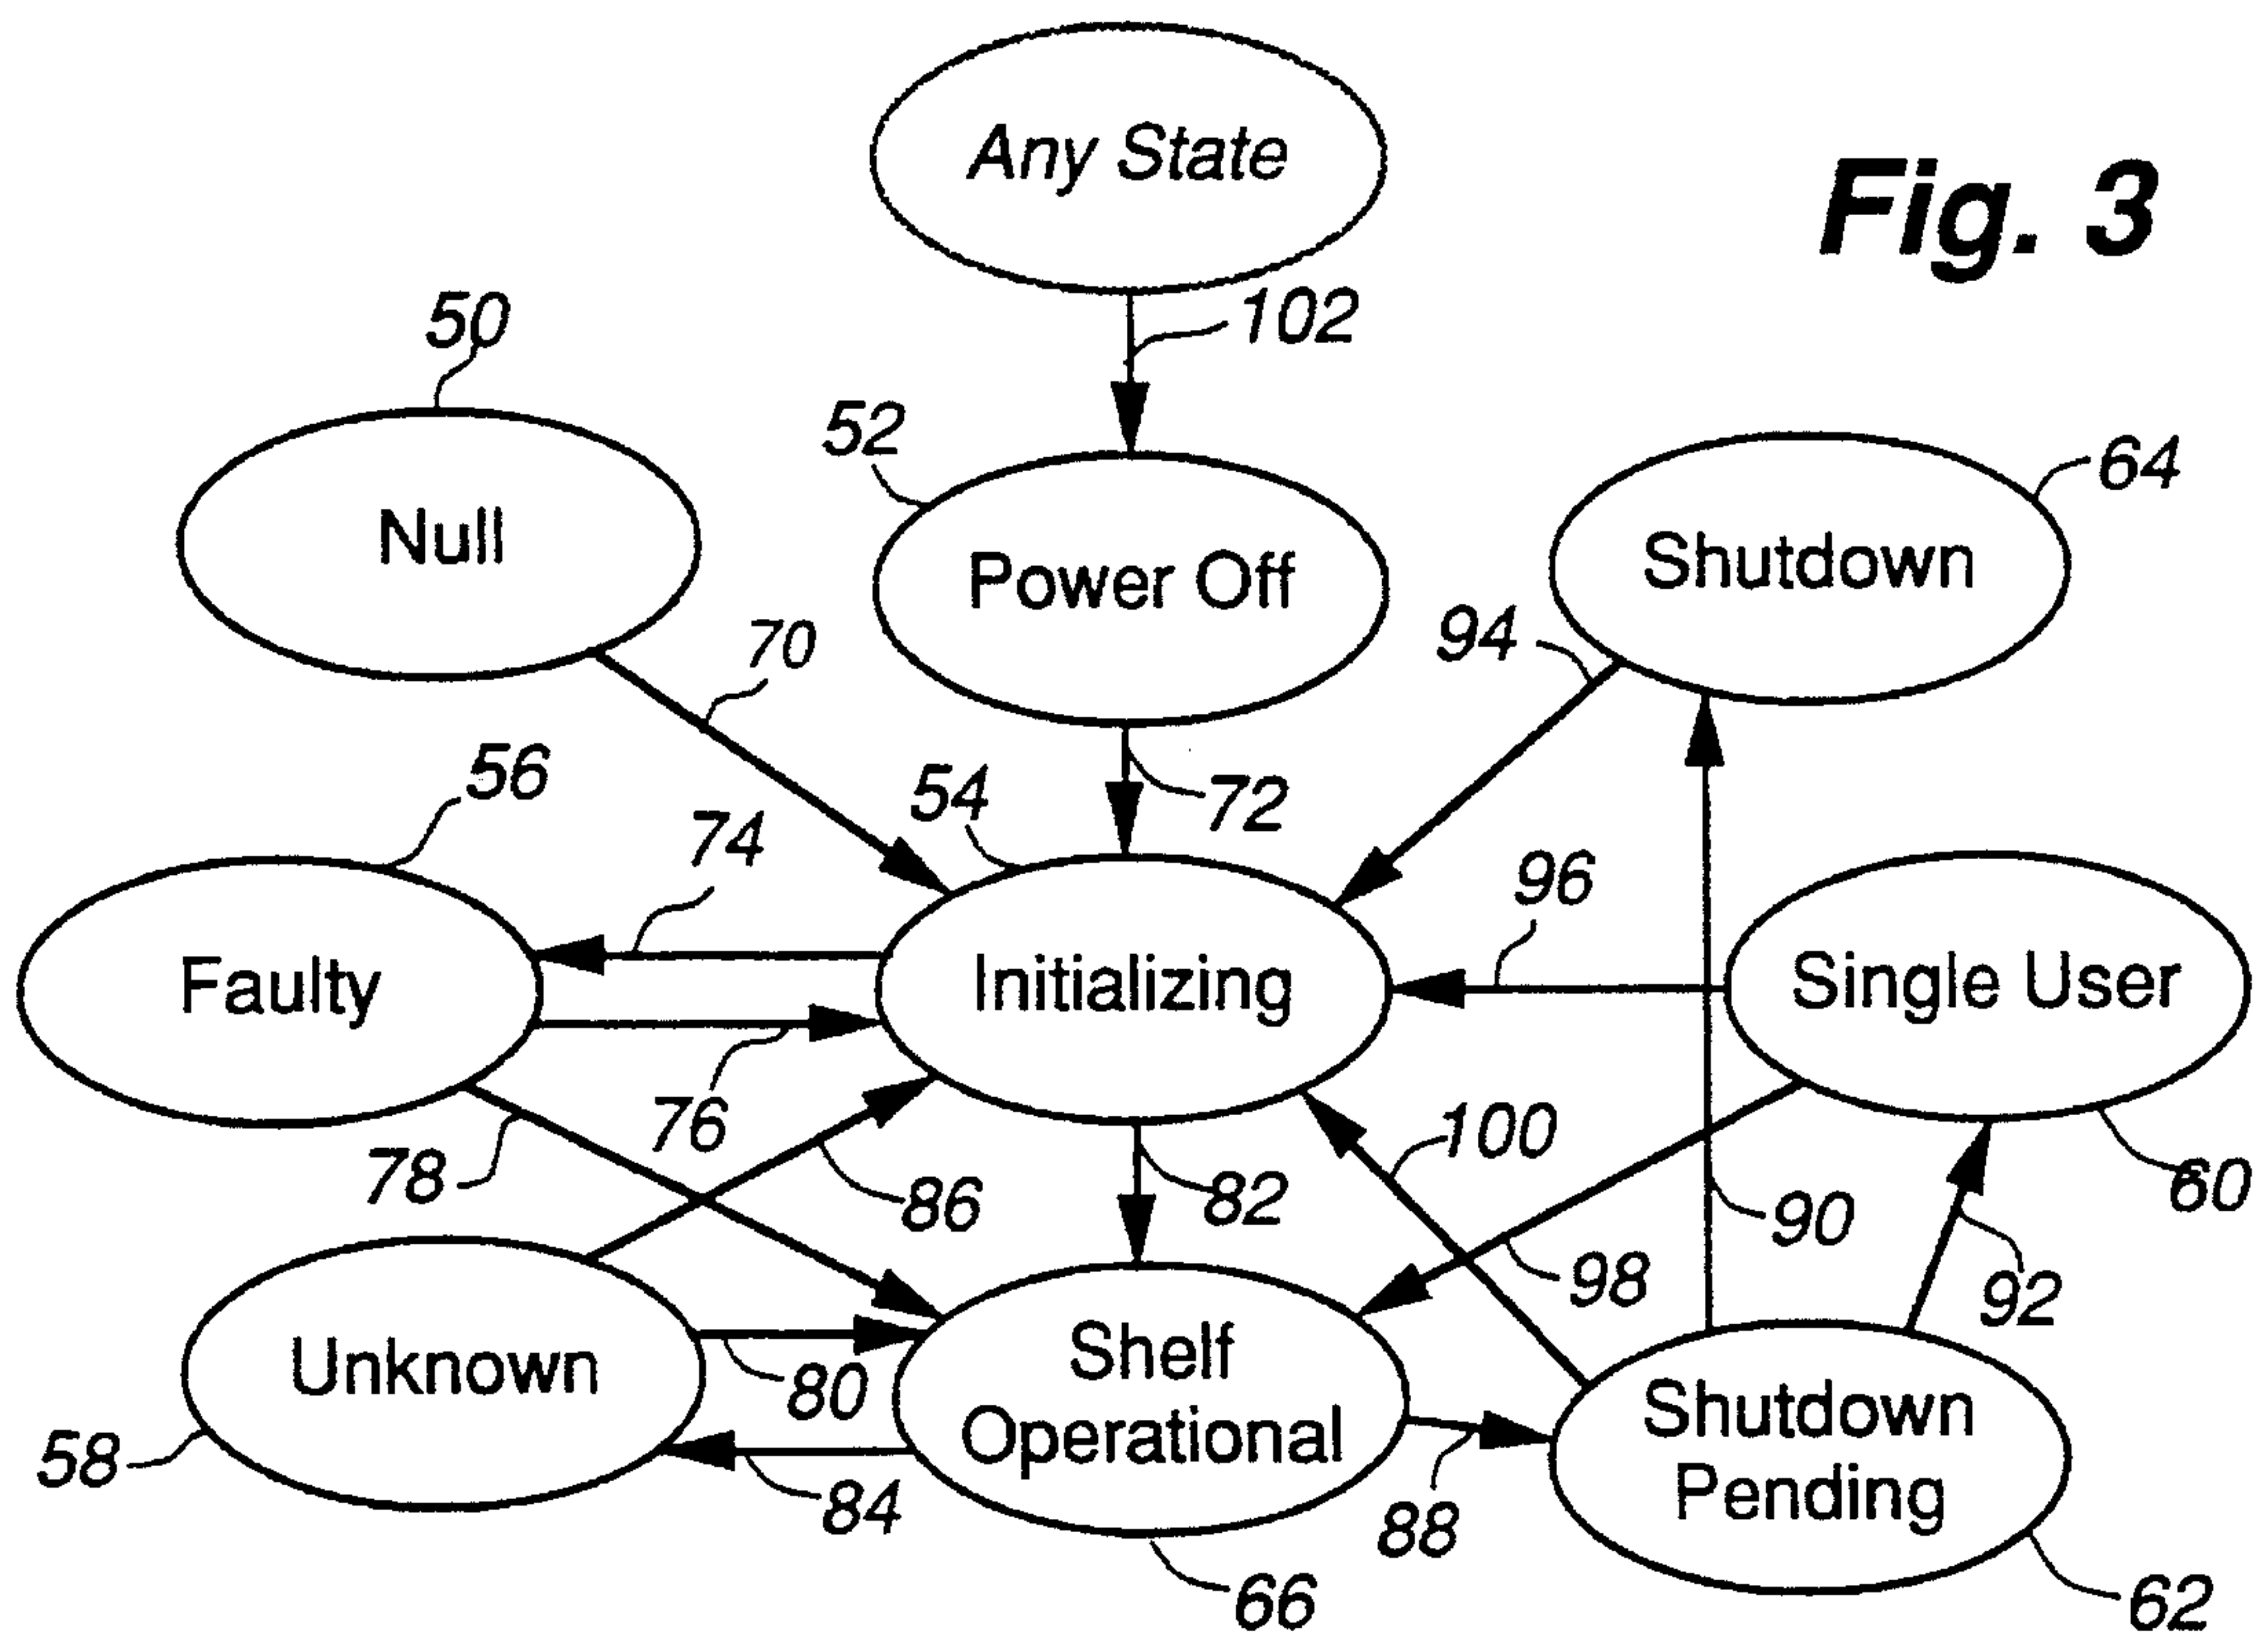 Any State
Fig. 3
102
50
52
64
Null
Power Off
Shutdown
70
94
56
54
72
74
96
Faulty
Initializing
Single User
76
100
78
86
82
90
60
98
92
Unknown
80
Shelf
Operational
Shutdown
Pending
58
84
88
66
62